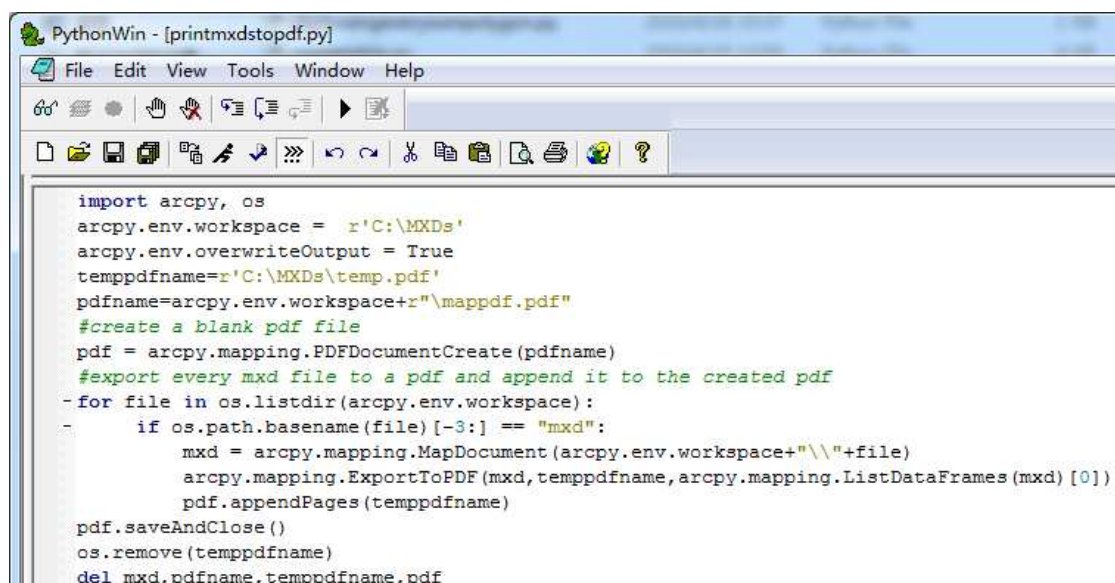 PythonWin - [printmxdstopdf.py]
File Edit View Tools Window Help
import arcpy, os
arcpy.env.workspace =  r'C:\MXDs'
arcpy.env.overwriteOutput = True
temppdfname=r'C:\MXDs\temp.pdf'
pdfname=arcpy.env.workspace+r"\mappdf.pdf"
#create a blank pdf file
pdf = arcpy.mapping.PDFDocumentCreate(pdfname)
#export every mxd file to a pdf and append it to the created pdf
for file in os.listdir(arcpy.env.workspace):
    if os.path.basename(file)[-3:] == "mxd":
        mxd = arcpy.mapping.MapDocument(arcpy.env.workspace+"\\"+file)
        arcpy.mapping.ExportToPDF(mxd,temppdfname,arcpy.mapping.ListDataFrames(mxd)[0])
        pdf.appendPages(temppdfname)
pdf.saveAndClose()
os.remove(temppdfname)
del mxd,pdfname,temppdfname,pdf